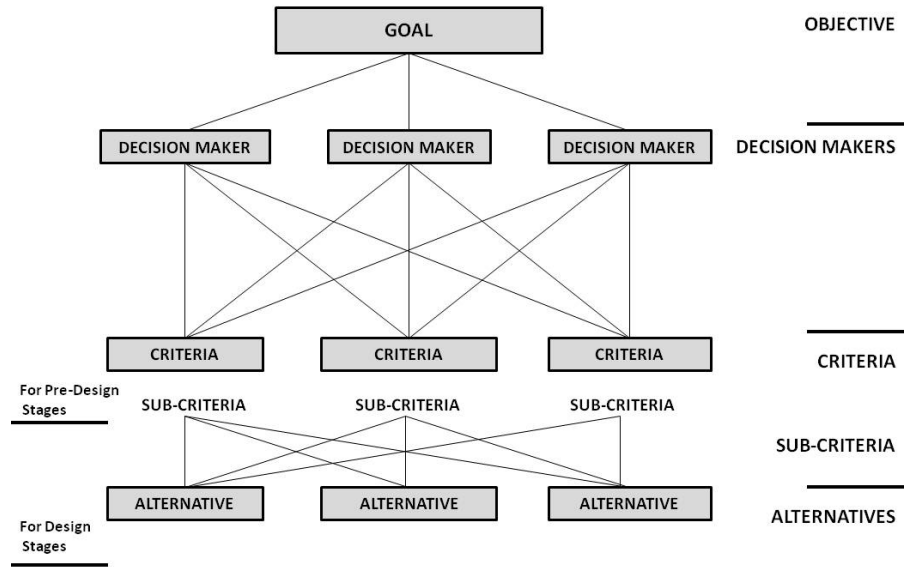 GOAL
OBJECTIVE
DECISION MAKER
DECISION MAKER
DECISION MAKER
DECISION MAKERS
CRITERIA
CRITERIA
CRITERIA
CRITERIA
For Pre-Design
Stages
SUB-CRITERIA
SUB-CRITERIA
SUB-CRITERIA
SUB-CRITERIA
ALTERNATIVE
ALTERNATIVE
ALTERNATIVE
ALTERNATIVES
For Design
Stages